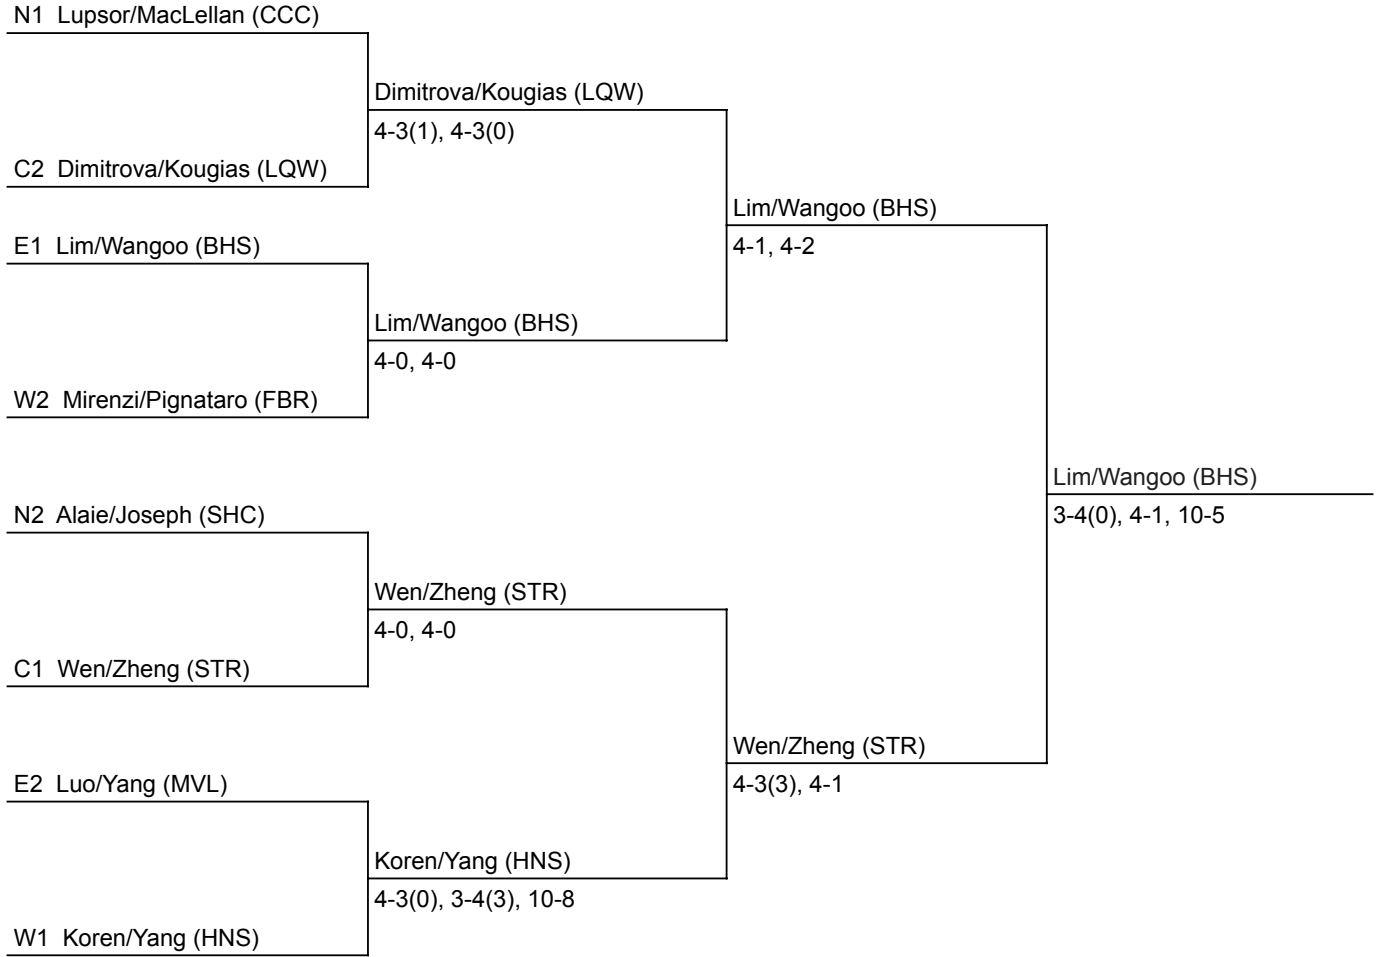 N1 Lupsor/MacLellan (CCC)
Dimitrova/Kougias (LQW)
4-3(1), 4-3(0)
C2 Dimitrova/Kougias (LQW)
Lim/Wangoo (BHS)
4-1, 4-2
E1 Lim/Wangoo (BHS)
Lim/Wangoo (BHS)
4-0, 4-0
W2 Mirenzi/Pignataro (FBR)
Lim/Wangoo (BHS)
3-4(0), 4-1, 10-5
N2 Alaie/Joseph (SHC)
Wen/Zheng (STR)
4-0, 4-0
C1 Wen/Zheng (STR)
Wen/Zheng (STR)
4-3(3), 4-1
E2 Luo/Yang (MVL)
Koren/Yang (HNS)
4-3(0), 3-4(3), 10-8
W1 Koren/Yang (HNS)